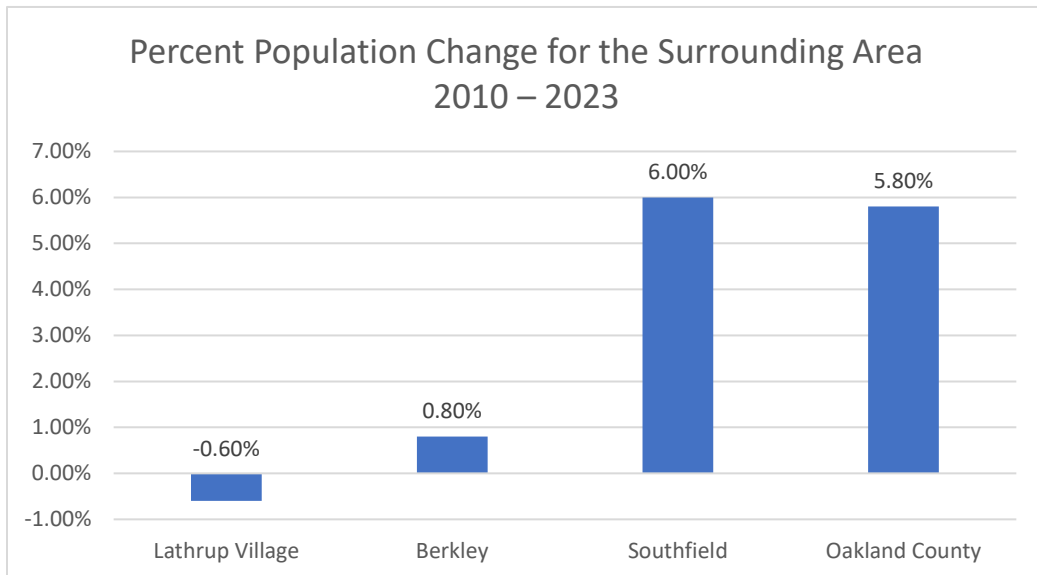 Percent Population Change for the Surrounding Area
2010 – 2023
7.00%
6.00%
5.00%
4.00%
3.00%
2.00%
1.00%
0.00%
-1.00%
-0.60%
0.80%
6.00%
5.80%
Lathrup Village
Berkley
Southfield
Oakland County